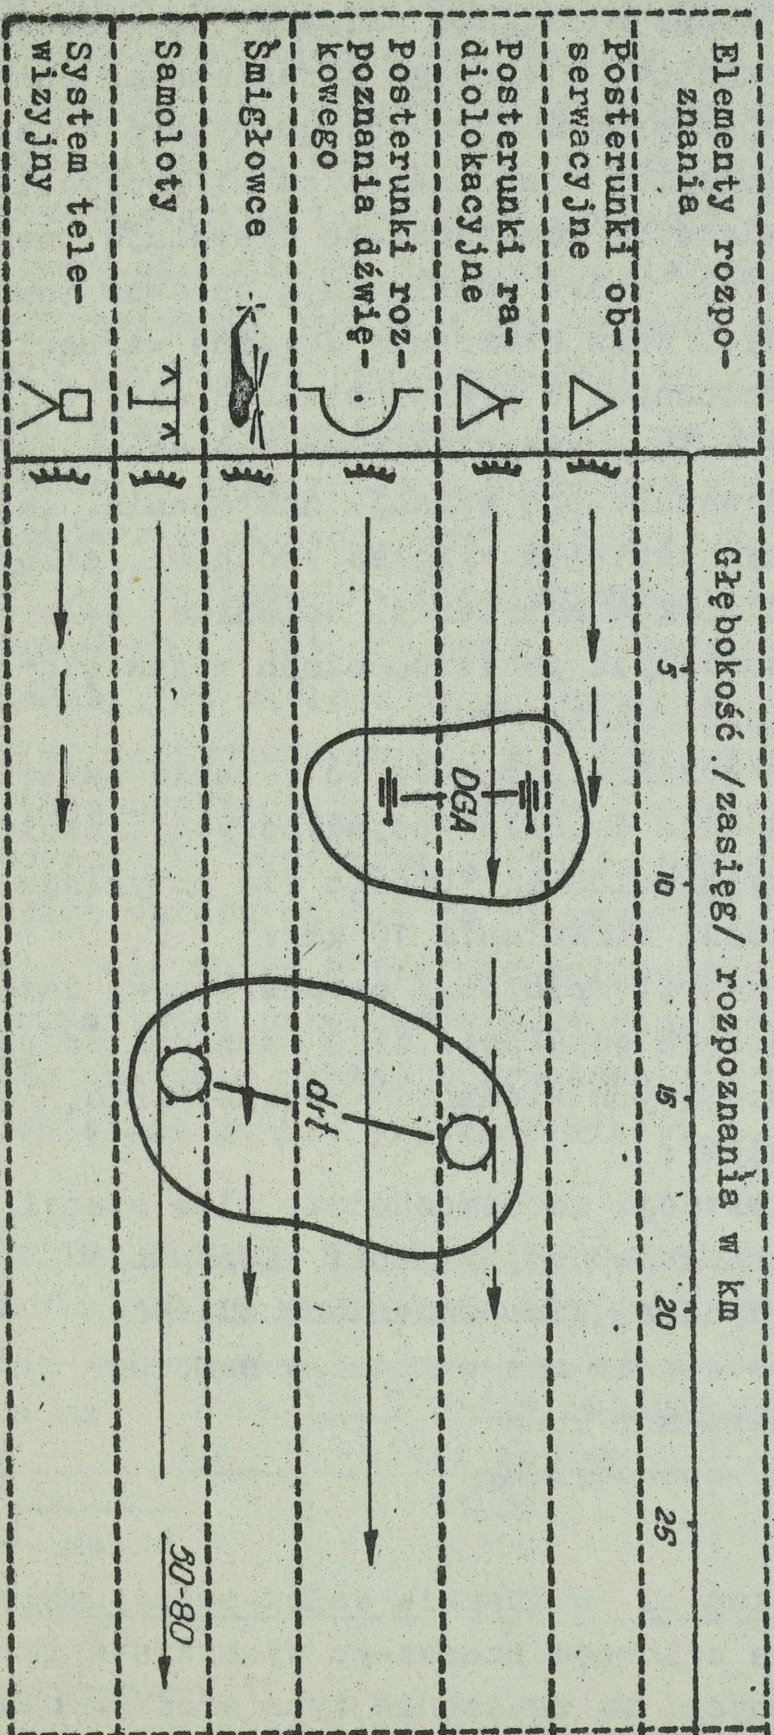 Elementy rozpo-
znania
Głębokość /zasięg/ rozpoznania w km
5
10
15
20
25
Posterunki ob-
serwacyjne
Posterunki ra-
diolokacyjne
DGA
Posterunki roz-
poznania dźwię-
kowego
drt
Śmigłowce
Samoloty
50-80
System tele-
wizyjny